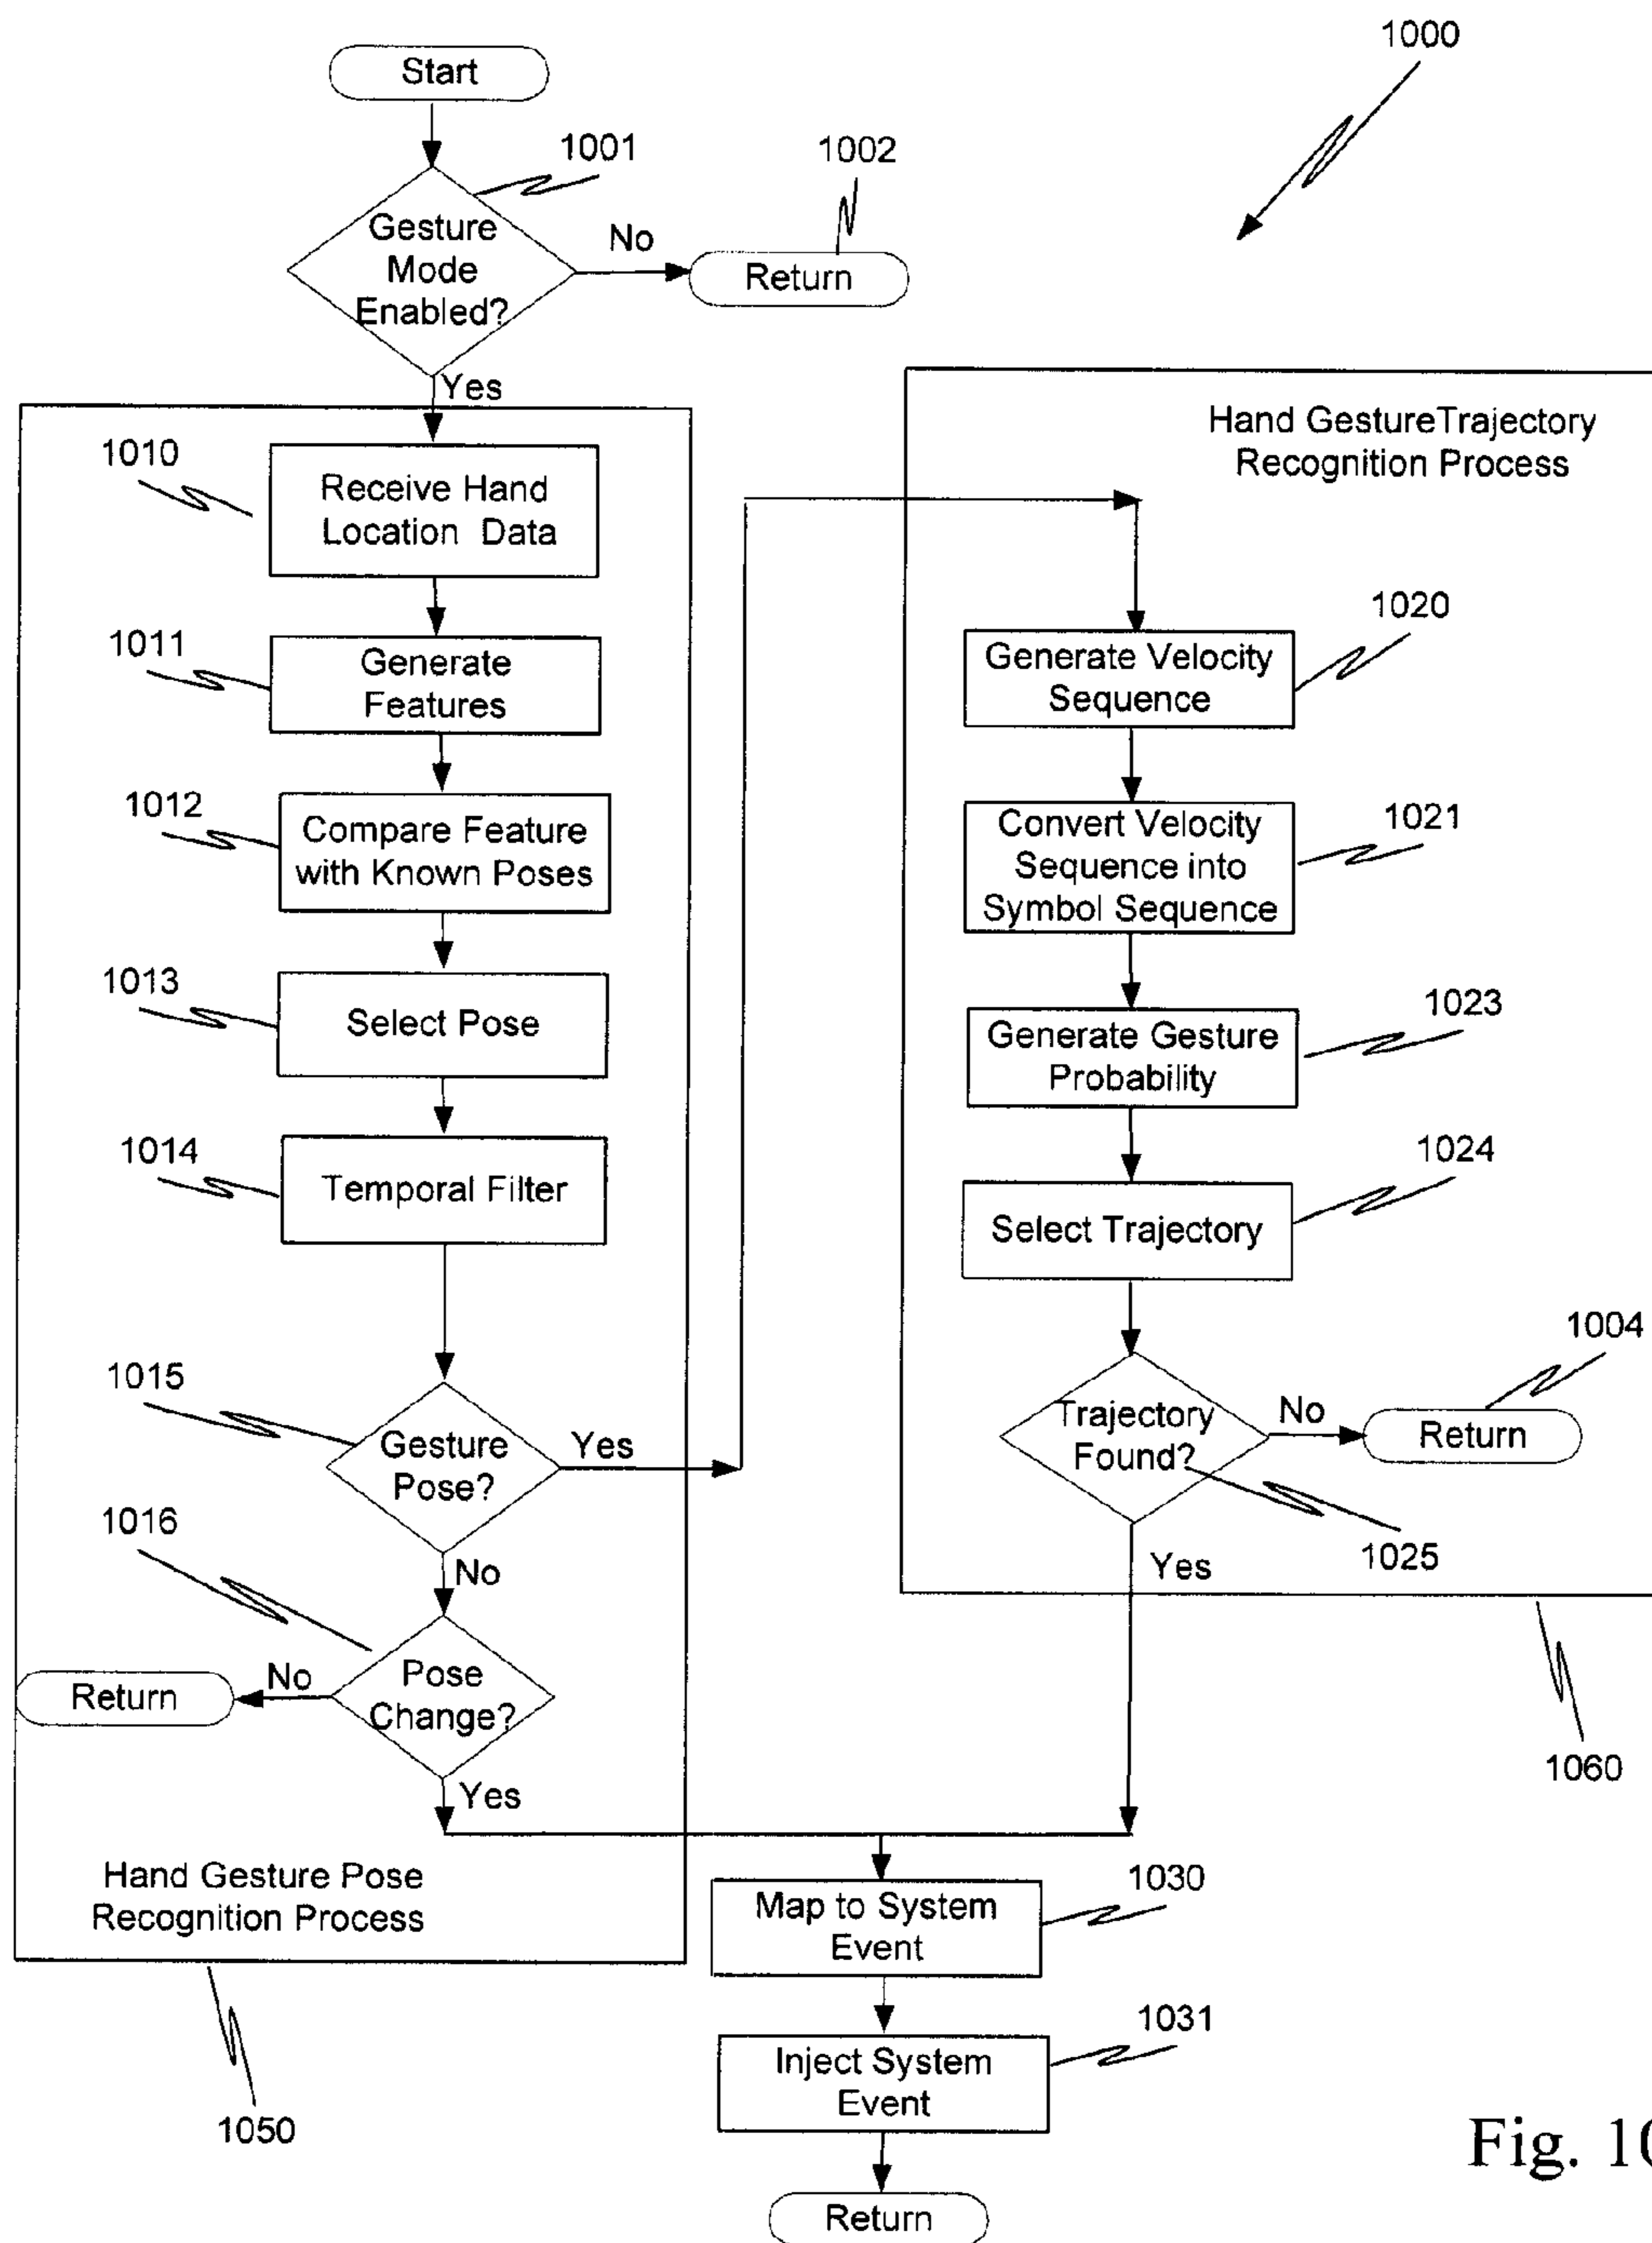 1000
Start
1001
1002
Gesture
Mode
Enabled?
No
Return
Yes
Hand GestureTrajectory
Recognition Process
1010
Receive Hand
Location Data
1011
Generate
Features
1020
Generate Velocity
Sequence
1012
Compare Feature
with Known Poses
1021
Convert Velocity
Sequence into
Symbol Sequence
1013
Select Pose
1023
Generate Gesture
Probability
1014
Temporal Filter
1024
Select Trajectory
1015
Gesture
Pose?
Yes
1004
Trajectory
Found?
No
Return
1016
No
1025
Yes
Pose
Change?
No
Return
1060
Yes
Hand Gesture Pose
Recognition Process
1030
Map to System
Event
1031
Inject System
Event
1050
Return
Fig. 10